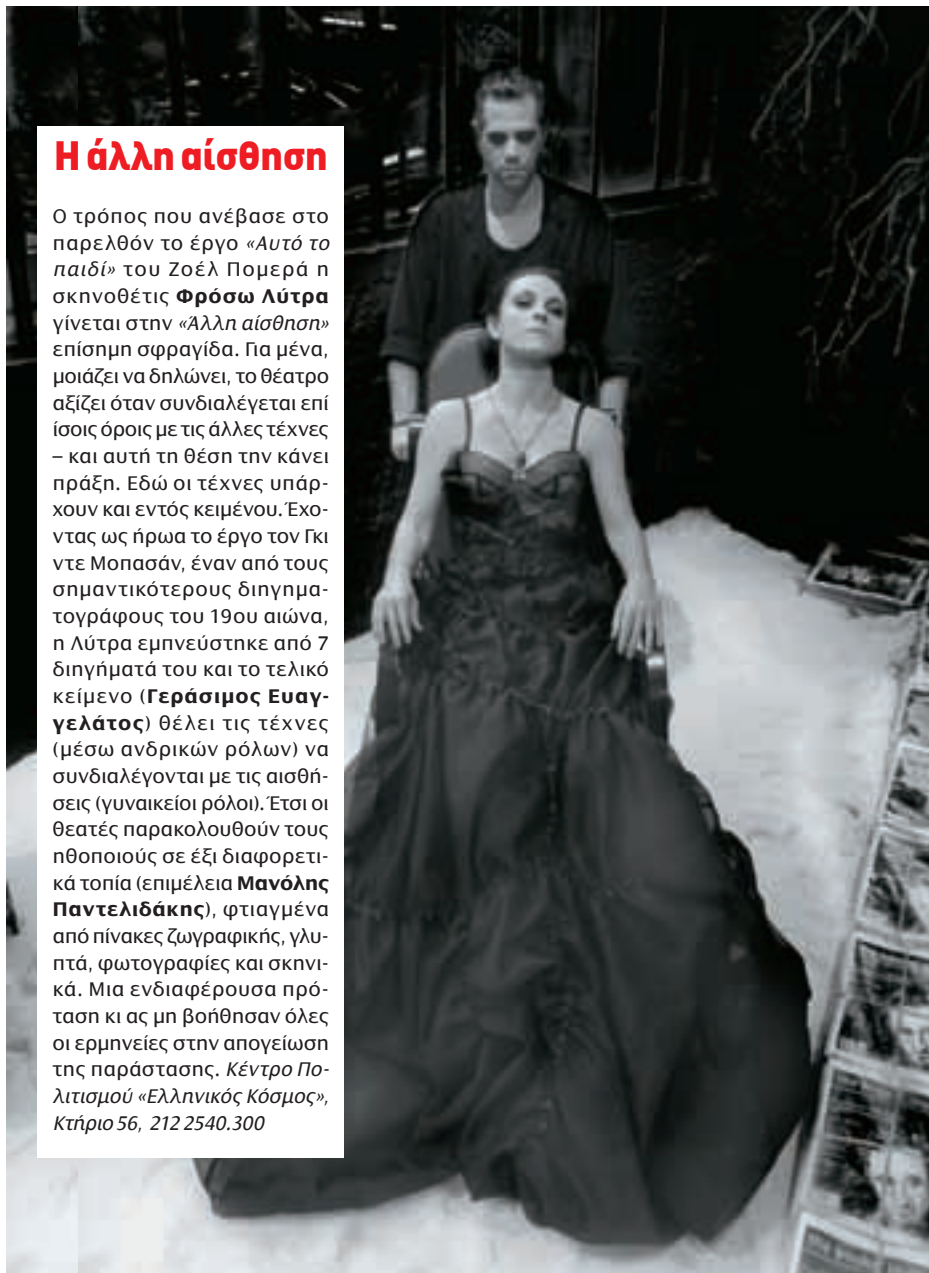 Η άλλη αίσθηση
Ο τρόπος που ανέβασε στο
παρελθόν το έργο «Αυτό το
παιδί» του Ζοέλ Πομερά η
σκηνοθέτις Φρόσω Λύτρα
γίνεται στην «Άλλη αίσθηση»
επίσημη σφραγίδα. Για μένα,
μοιάζει να δηλώνει, το θέατρο
αξίζει όταν συνδιαλέγεται επί
ίσοις όροις με τις άλλες τέχνες
– και αυτή τη θέση την κάνει
πράξη. Εδώ οι τέχνες υπάρ-
χουν και εντός κειμένου. Έχο-
ντας ως ήρωα το έργο τον Γκι
ντε Μοπασάν, έναν από τους
σημαντικότερους διηγημα-
τογράφους του 19ου αιώνα,
η Λύτρα εμπνεύστηκε από 7
διηγήματά του και το τελικό
κείμενο (Γεράσιμος Ευαγ-
γελάτος) θέλει τις τέχνες
(μέσω ανδρικών ρόλων) να
συνδιαλέγονται με τις αισθή-
σεις (γυναικείοι ρόλοι). Έτσι οι
θεατές παρακολουθούν τους
ηθοποιούς σε έξι διαφορετι-
κά τοπία (επιμέλεια Μανόλης
Παντελιδάκης), φτιαγμένα
από πίνακες ζωγραφικής, γλυ-
πτά, φωτογραφίες και σκηνι-
κά. Μια ενδιαφέρουσα πρό-
ταση κι ας μη βοήθησαν όλες
οι ερμηνείες στην απογείωση
της παράστασης. Κέντρο Πο-
λιτισμού «Ελληνικός Κόσμος»,
Κτήριο 56, 212 2540.300